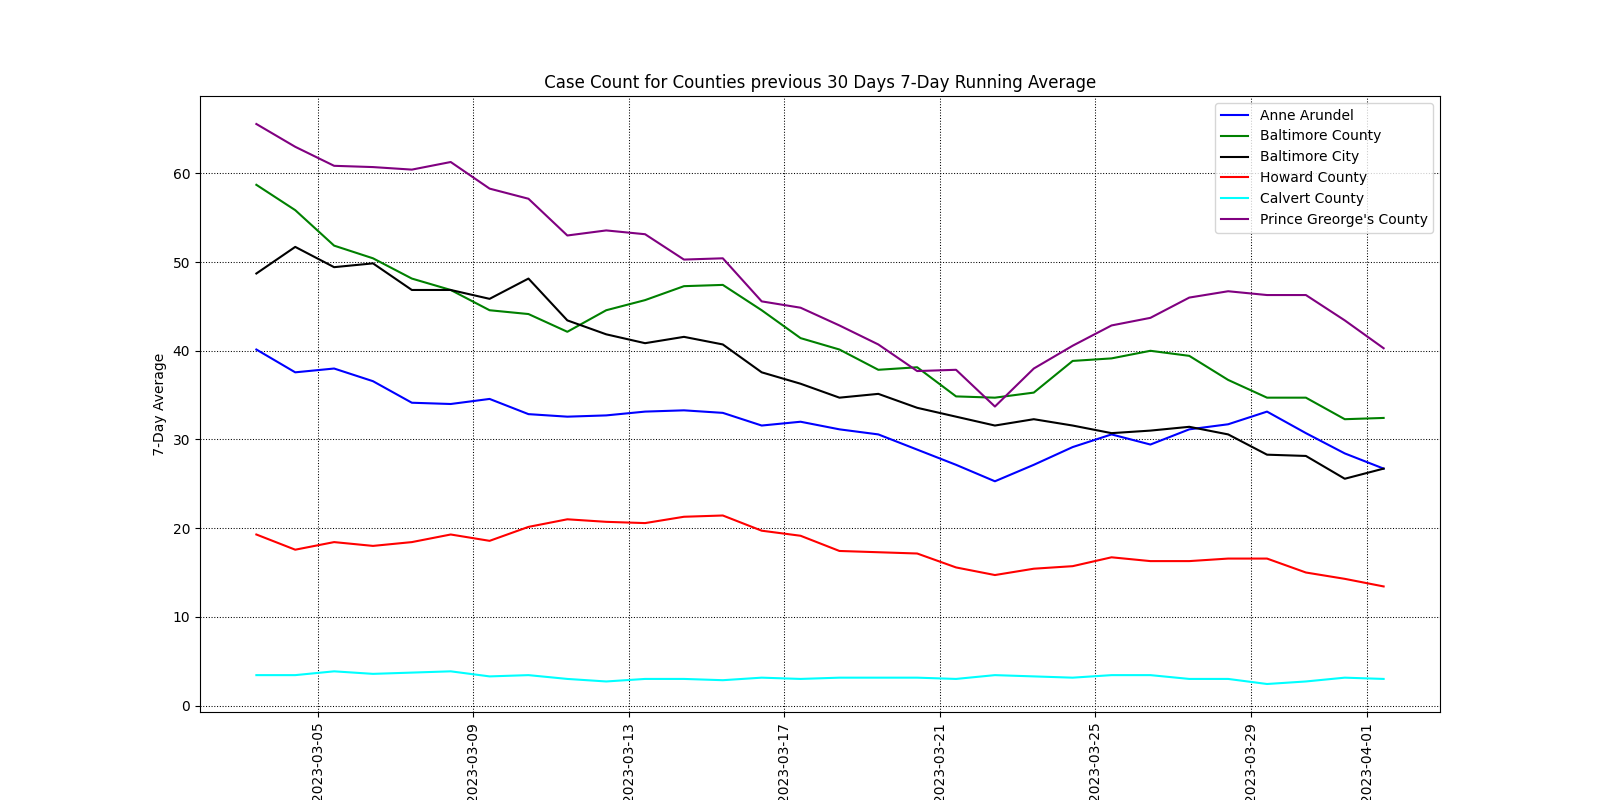 Case Count for Counties previous 30 Days 7-Day Running Average
Anne Arundel
Baltimore County
Baltimore City
Howard County
Calvert County
Prince Greorge's County
7-Day Average
60
50
40
30
20
10
0
2023-03-05
2023-03-09
2023-03-13
2023-03-17
2023-03-21
2023-03-25
2023-03-29
2023-04-01